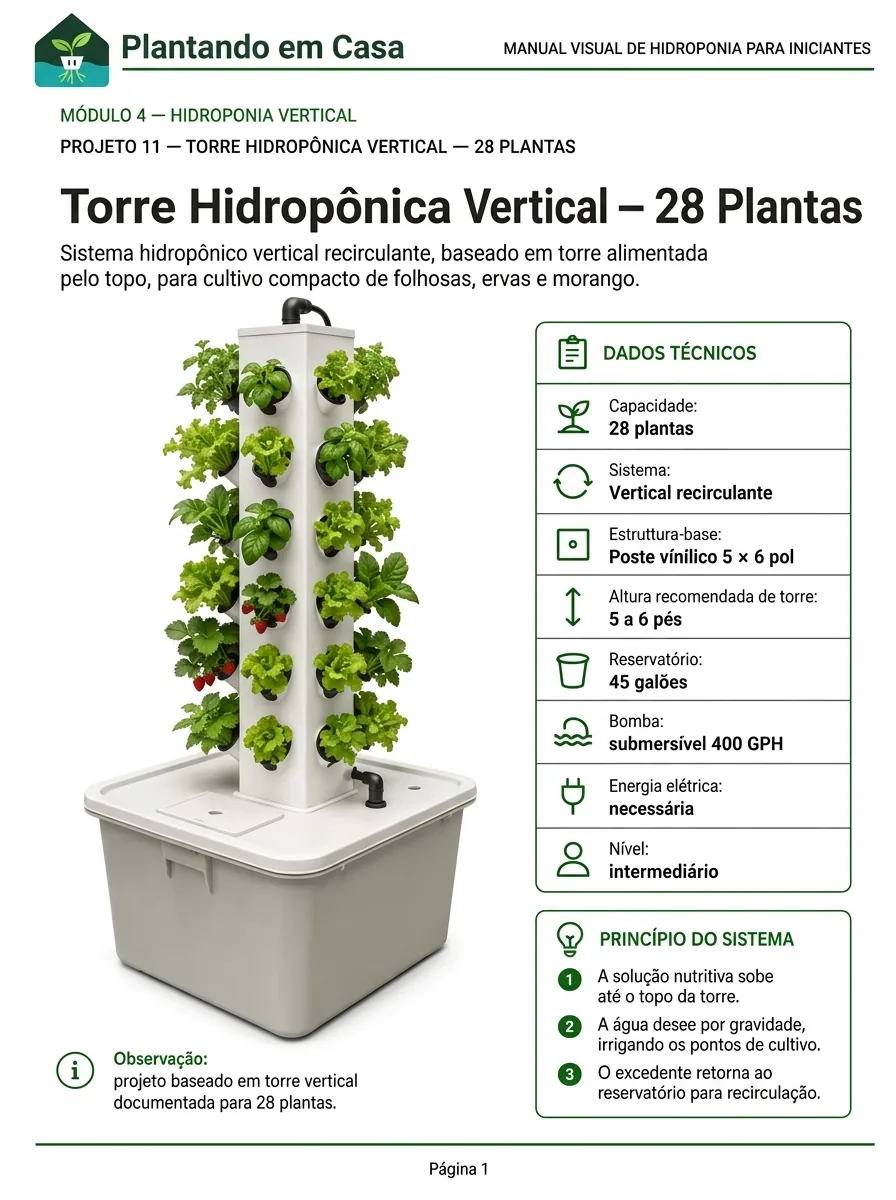 Plantando em Casa
MANUAL VISUAL DE HIDROPONIA PARA INICIANTES
MÓDULO 4 — HIDROPONIA VERTICAL
PROJETO 11 — TORRE HIDROPÔNICA VERTICAL — 28 PLANTAS
Torre Hidropônica Vertical – 28 Plantas
Sistema hidropônico vertical recirculante, baseado em torre alimentada
pelo topo, para cultivo compacto de folhosas, ervas e morango.
DADOS TÉCNICOS
Capacidade:
28 plantas
Sistema:
Vertical recirculante
Estruttura-base:
Poste vínílico 5 × 6 pol
Altura recomendada de torre:
5 a 6 pés
Reservatório:
45 galões
Bomba:
submersível 400 GPH
Energia elétrica:
necessária
Nível:
intermediário
PRINCÍPIO DO SISTEMA
1 A solução nutritiva sobe
até o topo da torre.
2 A água desee por gravidade,
irrigando os pontos de cultivo.
3 O excedente retorna ao
reservatório para recirculação.
i
Observação:
projeto baseado em torre vertical
documentada para 28 plantas.
Página 1